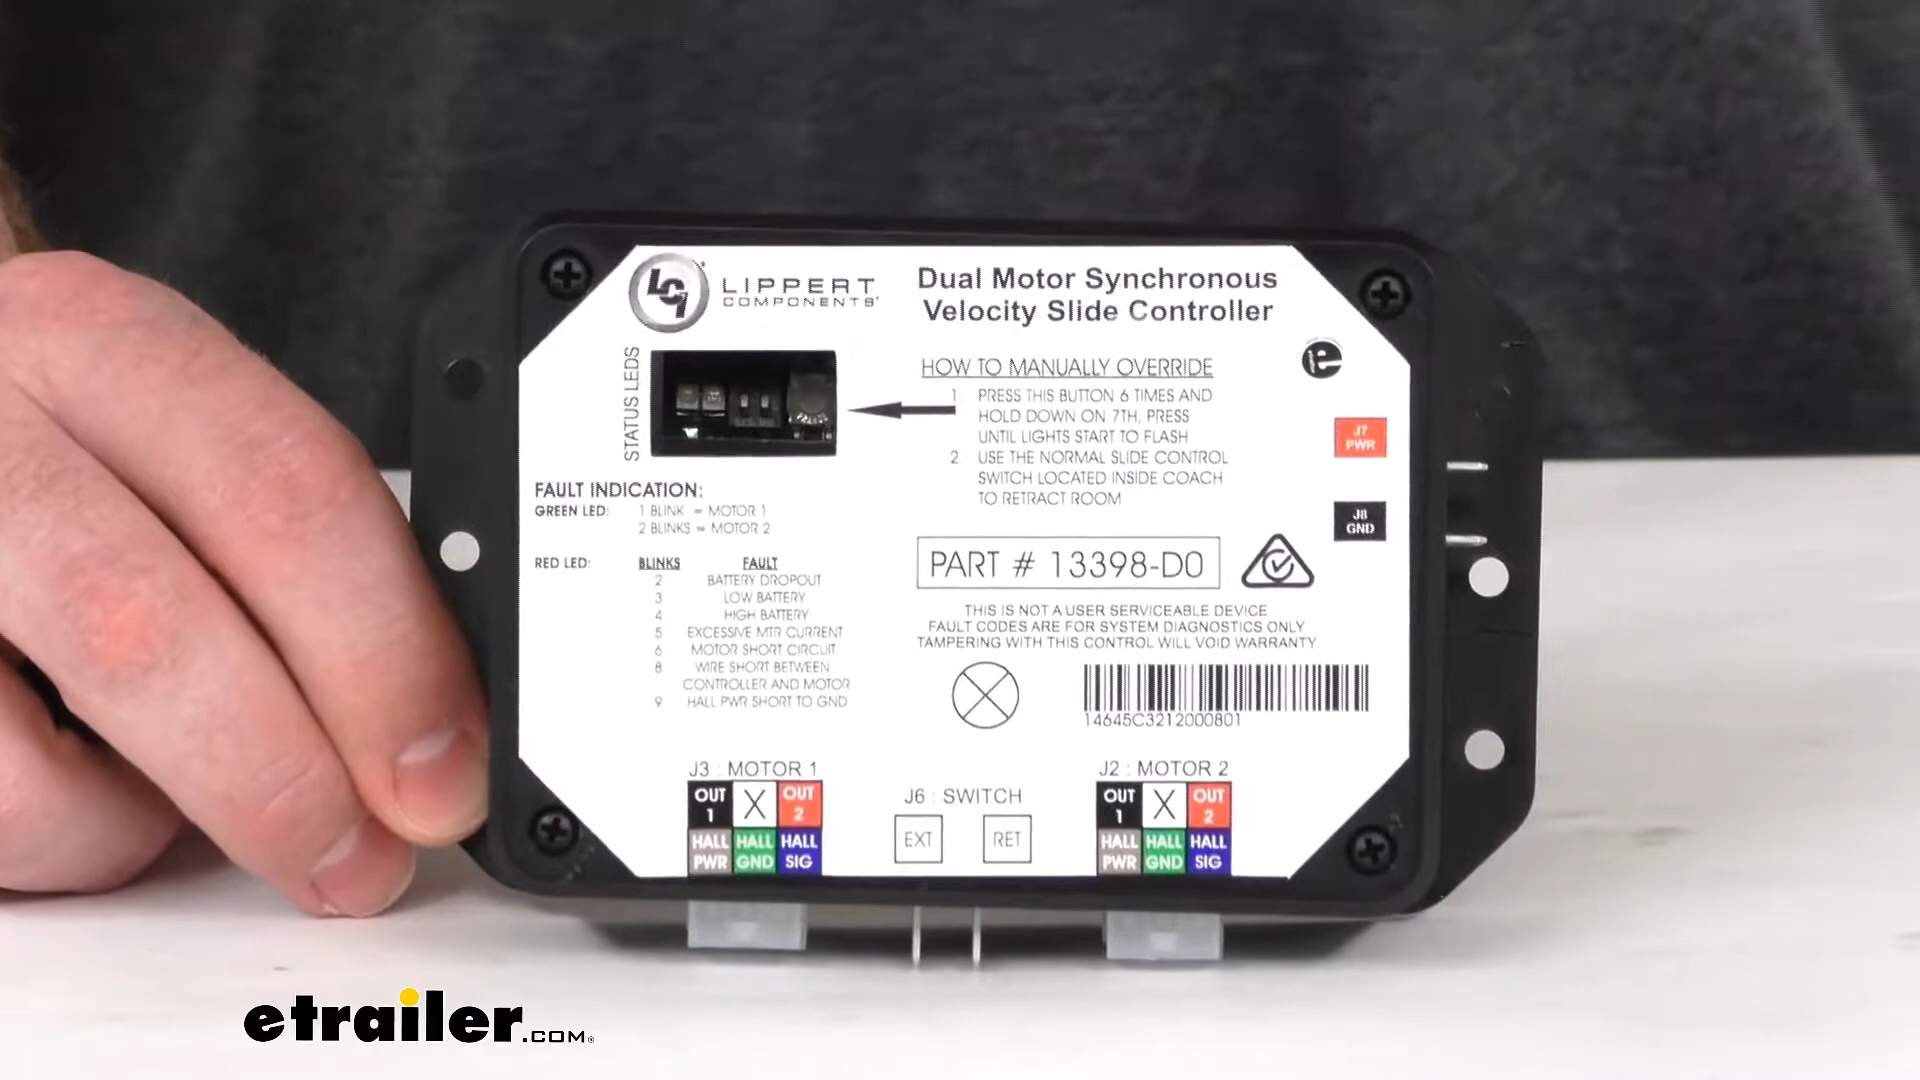 LCI LIPPERT
COMPONENTS
Dual Motor Synchronous
Velocity Slide Controller
STATUS LEDS
HOW TO MANUALLY OVERRIDE
1. PRESS THIS BUTTON 6 TIMES AND
HOLD DOWN ON 7TH, PRESS
UNTIL LIGHTS START TO FLASH
2 USE THE NORMAL SLIDE CONTROL
SWITCH LOCATED INSIDE COACH
TO RETRACT ROOM
e
J7
PWR
J8
GND
FAULT INDICATION:
GREEN LED: 1 BLINK = MOTOR 1
2 BLINKS = MOTOR 2
RED LED: BLINKS FAULT
2 BATTERY DROPOUT
3 LOW BATTERY
4 HIGH BATTERY
5 EXCESSIVE MTR CURRENT
6 MOTOR SHORT CIRCUIT
8 WIRE SHORT BETWEEN
CONTROLLER AND MOTOR
9 HALL PWR SHORT TO GND
PART # 13398-D0
THIS IS NOT A USER SERVICEABLE DEVICE
FAULT CODES ARE FOR SYSTEM DIAGNOSTICS ONLY
TAMPERING WITH THIS CONTROL WILL VOID WARRANTY
14645C3212000801
J3 : MOTOR 1
OUT 1 X OUT 2
HALL PWR HALL GND HALL SIG
J6 : SWITCH
EXT RET
J2 : MOTOR 2
OUT 1 X OUT 2
HALL PWR HALL GND HALL SIG
etrailer.COM